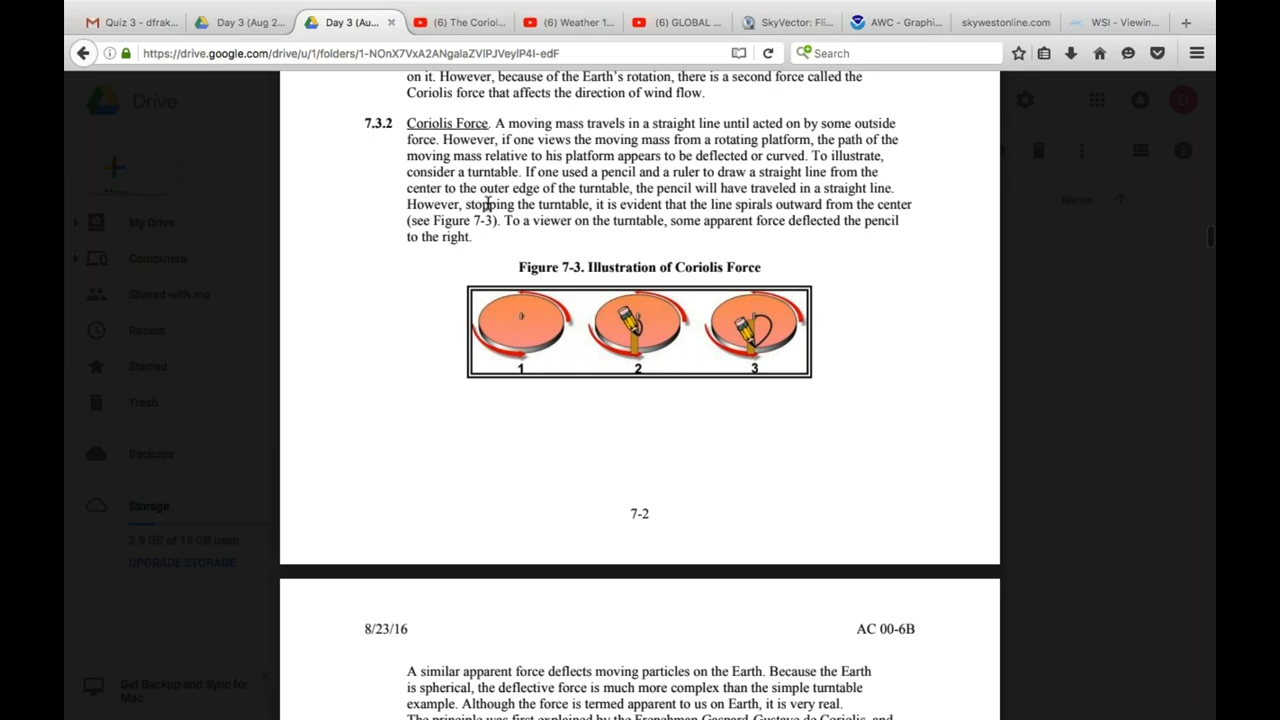 Quiz 3 - dfrak...
Day 3 (Aug 2...
Day 3 (Au...
(6) The Coriol...
(6) Weather 1...
(6) GLOBAL ...
SkyVector: Fli...
AWC - Graphi...
skywestonline.com
WSI - Viewin...
https://drive.google.com/drive/u/1/folders/1-NOnX7VxA2ANgalaZVlPJVeylP4I-edF
Search
Drive
My Drive
Computers
Shared with me
Recent
Starred
Trash
Backups
Storage
2.9 GB of 15 GB used
UPGRADE STORAGE
Get Backup and Sync for
Mac
Name
on it. However, because of the Earth's rotation, there is a second force called the
Coriolis force that affects the direction of wind flow.
7.3.2 Coriolis Force. A moving mass travels in a straight line until acted on by some outside
force. However, if one views the moving mass from a rotating platform, the path of the
moving mass relative to his platform appears to be deflected or curved. To illustrate,
consider a turntable. If one used a pencil and a ruler to draw a straight line from the
center to the outer edge of the turntable, the pencil will have traveled in a straight line.
However, stopping the turntable, it is evident that the line spirals outward from the center
(see Figure 7-3). To a viewer on the turntable, some apparent force deflected the pencil
to the right.
Figure 7-3. Illustration of Coriolis Force
1
2
3
7-2
8/23/16
AC 00-6B
A similar apparent force deflects moving particles on the Earth. Because the Earth
is spherical, the deflective force is much more complex than the simple turntable
example. Although the force is termed apparent to us on Earth, it is very real.
The principle was first explained by the Frenchman Gaspard-Gustave de Coriolis, and